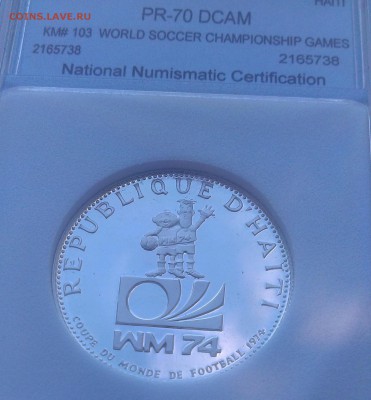 COINS.LAVE.RU
HAITI
PR-70 DCAM
KM# 103 WORLD SOCCER CHAMPIONSHIP GAMES
2165738 2165738
National Numismatic Certification
REPUBLIQUE D'HAITI
WM 74
COUPE DU MONDE DE FOOTBALL 1974